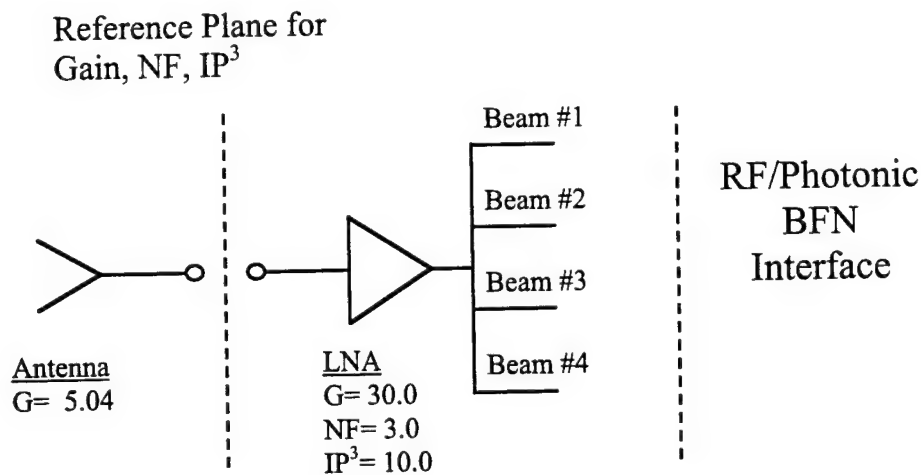 Reference Plane for
Gain, NF, IP³
Beam #1
Beam #2
Beam #3
Beam #4
RF/Photonic
BFN
Interface
Antenna
G= 5.04
LNA
G= 30.0
NF= 3.0
IP³= 10.0